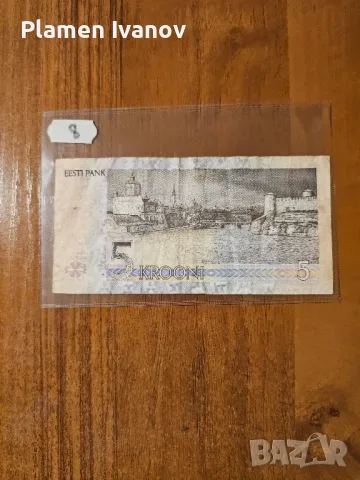 Plamen Ivanov
8
EESTI PANK
5
KROONI
5
BAZAR